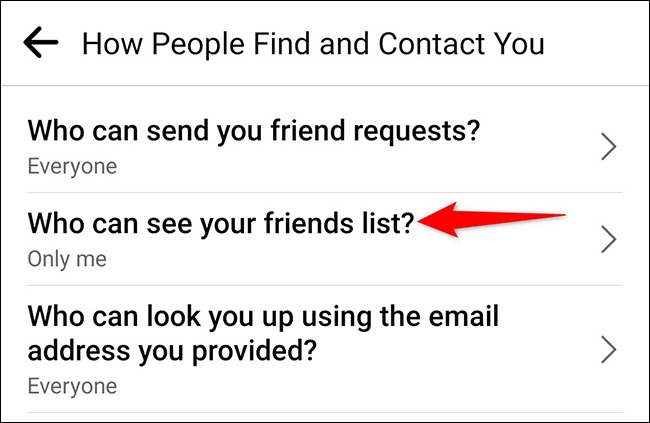 How People Find and Contact You
Who can send you friend requests?
Everyone
Who can see your friends list?
Only me
Who can look you up using the email
address you provided?
Everyone